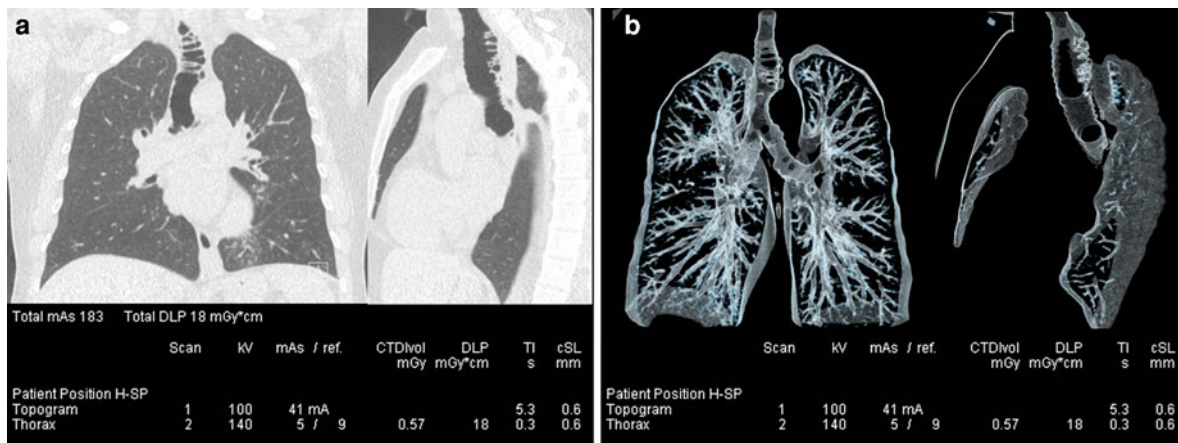 a
Total mAs 183 Total DLP 18 mGy*cm
Scan kV mAs / ref. CTDIvol DLP TI cSL
mGy mGy*cm s mm
Patient Position H-SP
Topogram 1 100 41 mA 5.3 0.6
Thorax 2 140 5 / 9 0.57 18 0.3 0.6
b
Scan kV mAs / ref. CTDIvol DLP TI cSL
mGy mGy*cm s mm
Patient Position H-SP
Topogram 1 100 41 mA 5.3 0.6
Thorax 2 140 5 / 9 0.57 18 0.3 0.6